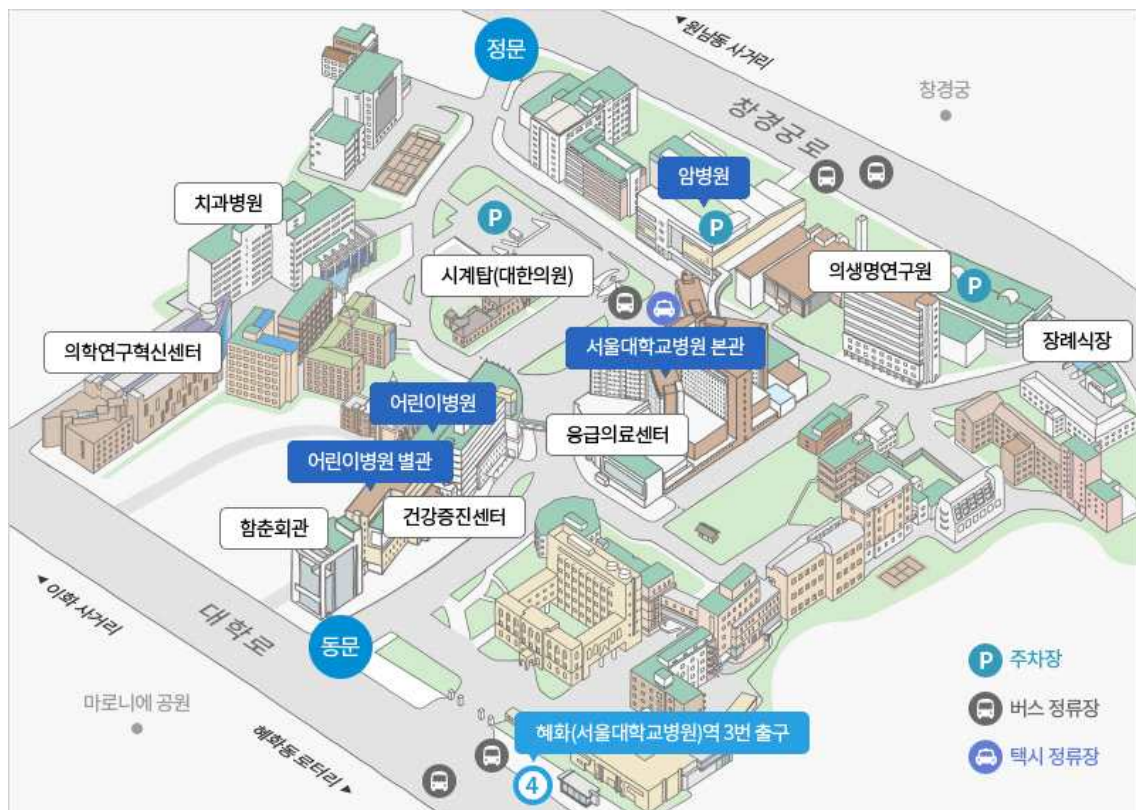 정문
◀ 원남동 사거리
창경궁
창경궁로
암병원
P
치과병원
P
시계탑(대한의원)
의생명연구원
P
의학연구혁신센터
서울대학교병원 본관
장례식장
어린이병원
응급의료센터
어린이병원 별관
건강증진센터
함춘회관
◀ 이화 사거리
대학로
동문
P 주차장
마로니에 공원
버스 정류장
혜화(서울대학교병원)역 3번 출구
택시 정류장
혜화동 로터리 ▶
4